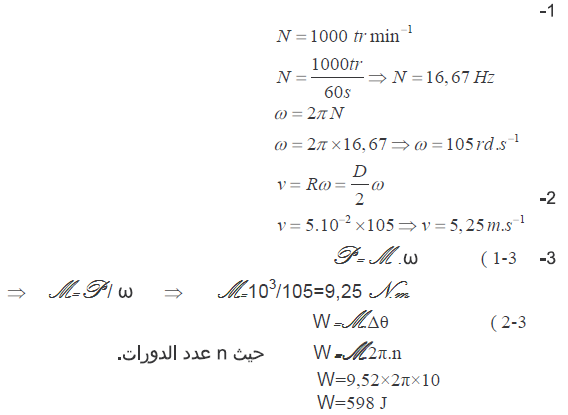 -1
N = 1000 tr min⁻¹
N = 1000tr/60s ⇒ N = 16,67 Hz
ω = 2π N
ω = 2π × 16,67 ⇒ ω = 105 rd.s⁻¹
-2
v = Rω = D/2 ω
v = 5.10⁻² × 105 ⇒ v = 5,25 m.s⁻¹
-3 (1-3 𝒫 = ℳ.ω
⇒ ℳ=𝒫/ ω ⇒ ℳ=10³/105=9,25 N.m
(2-3 W =ℳ.Δθ
W =ℳ.2π.n حيث n عدد الدورات.
W=9,52×2π×10
W=598 J